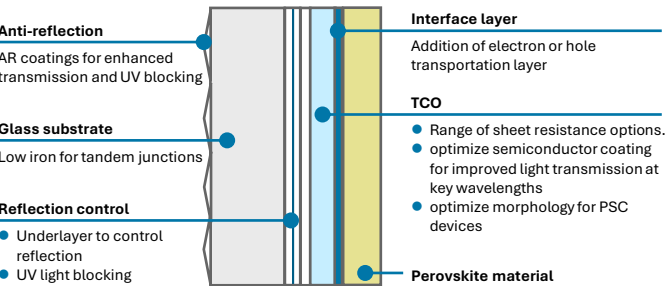 Anti-reflection
AR coatings for enhanced
transmission and UV blocking
Glass substrate
Low iron for tandem junctions
Reflection control
Underlayer to control
reflection
UV light blocking
Interface layer
Addition of electron or hole
transportation layer
TCO
Range of sheet resistance options.
optimize semiconductor coating
for improved light transmission at
key wavelengths
optimize morphology for PSC
devices
Perovskite material